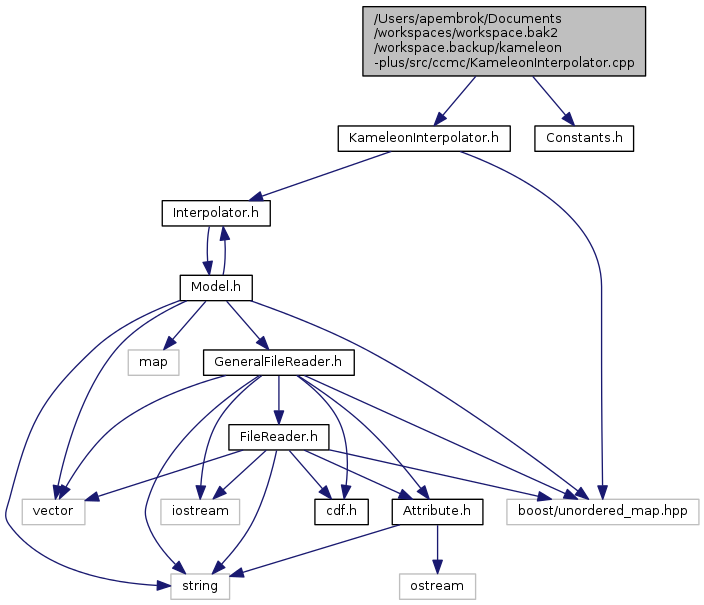 /Users/apembrok/Documents
/workspaces/workspace.bak2
/workspace.backup/kameleon
-plus/src/ccmc/KameleonInterpolator.cpp
KameleonInterpolator.h
Constants.h
Interpolator.h
Model.h
map
GeneralFileReader.h
FileReader.h
vector
iostream
cdf.h
Attribute.h
boost/unordered_map.hpp
string
ostream